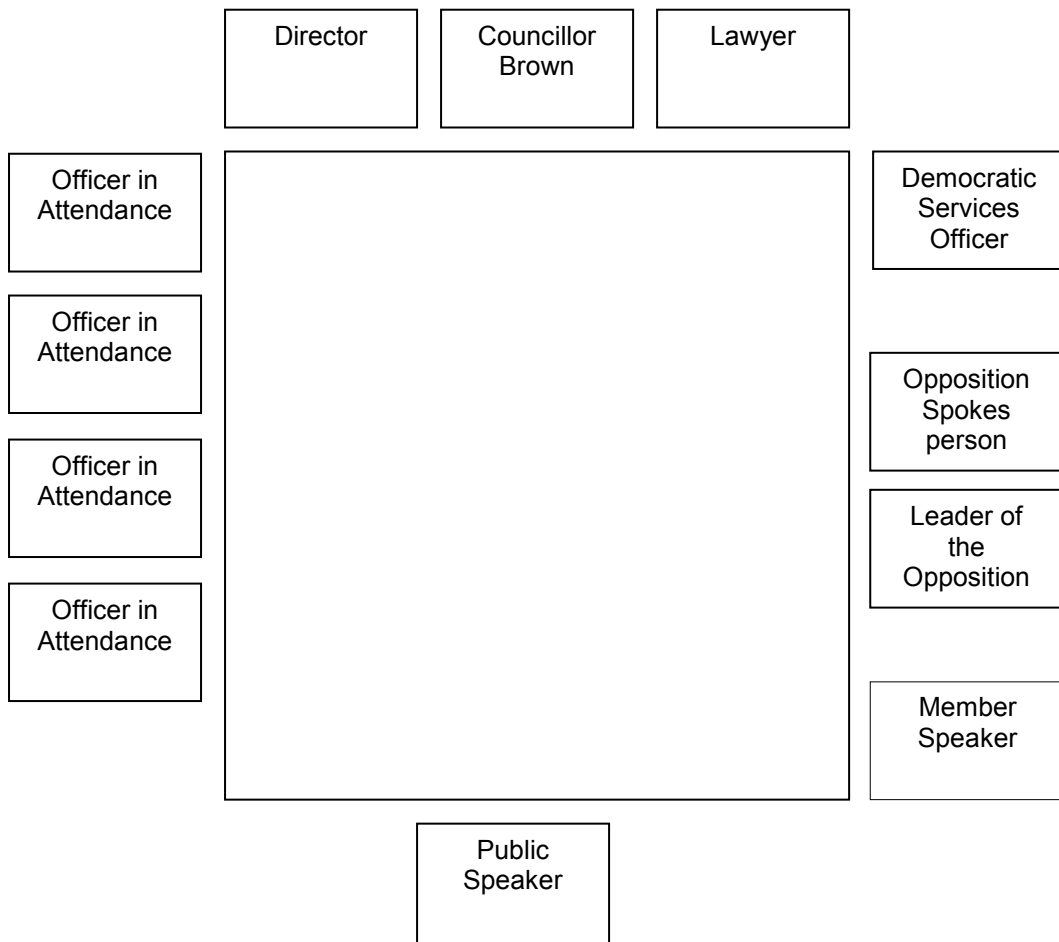 Director
Councillor
Brown
Lawyer
Officer in
Attendance
Democratic
Services
Officer
Officer in
Attendance
Opposition
Spokes
person
Officer in
Attendance
Leader of
the
Opposition
Officer in
Attendance
Member
Speaker
Public
Speaker